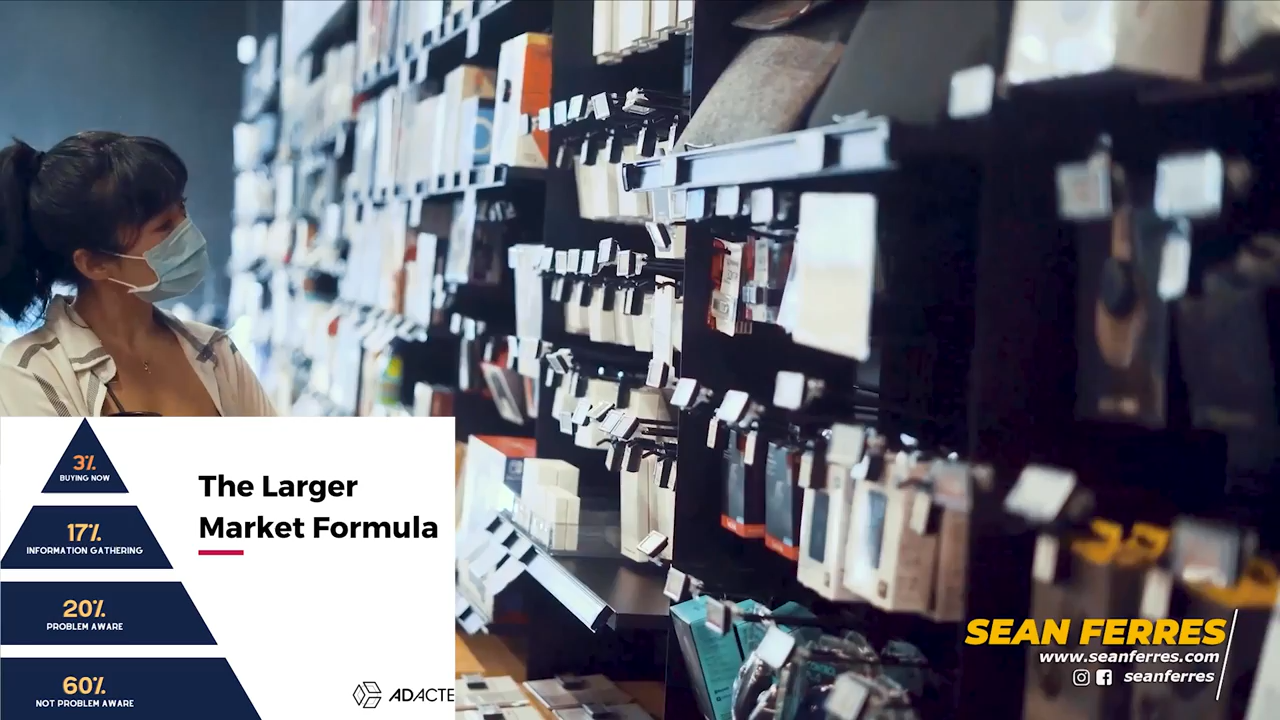 3%
BUYING NOW
17%
INFORMATION GATHERING
20%
PROBLEM AWARE
60%
NOT PROBLEM AWARE
The Larger
Market Formula
ADACTE
SEAN FERRES
www.seanferres.com
seanferres